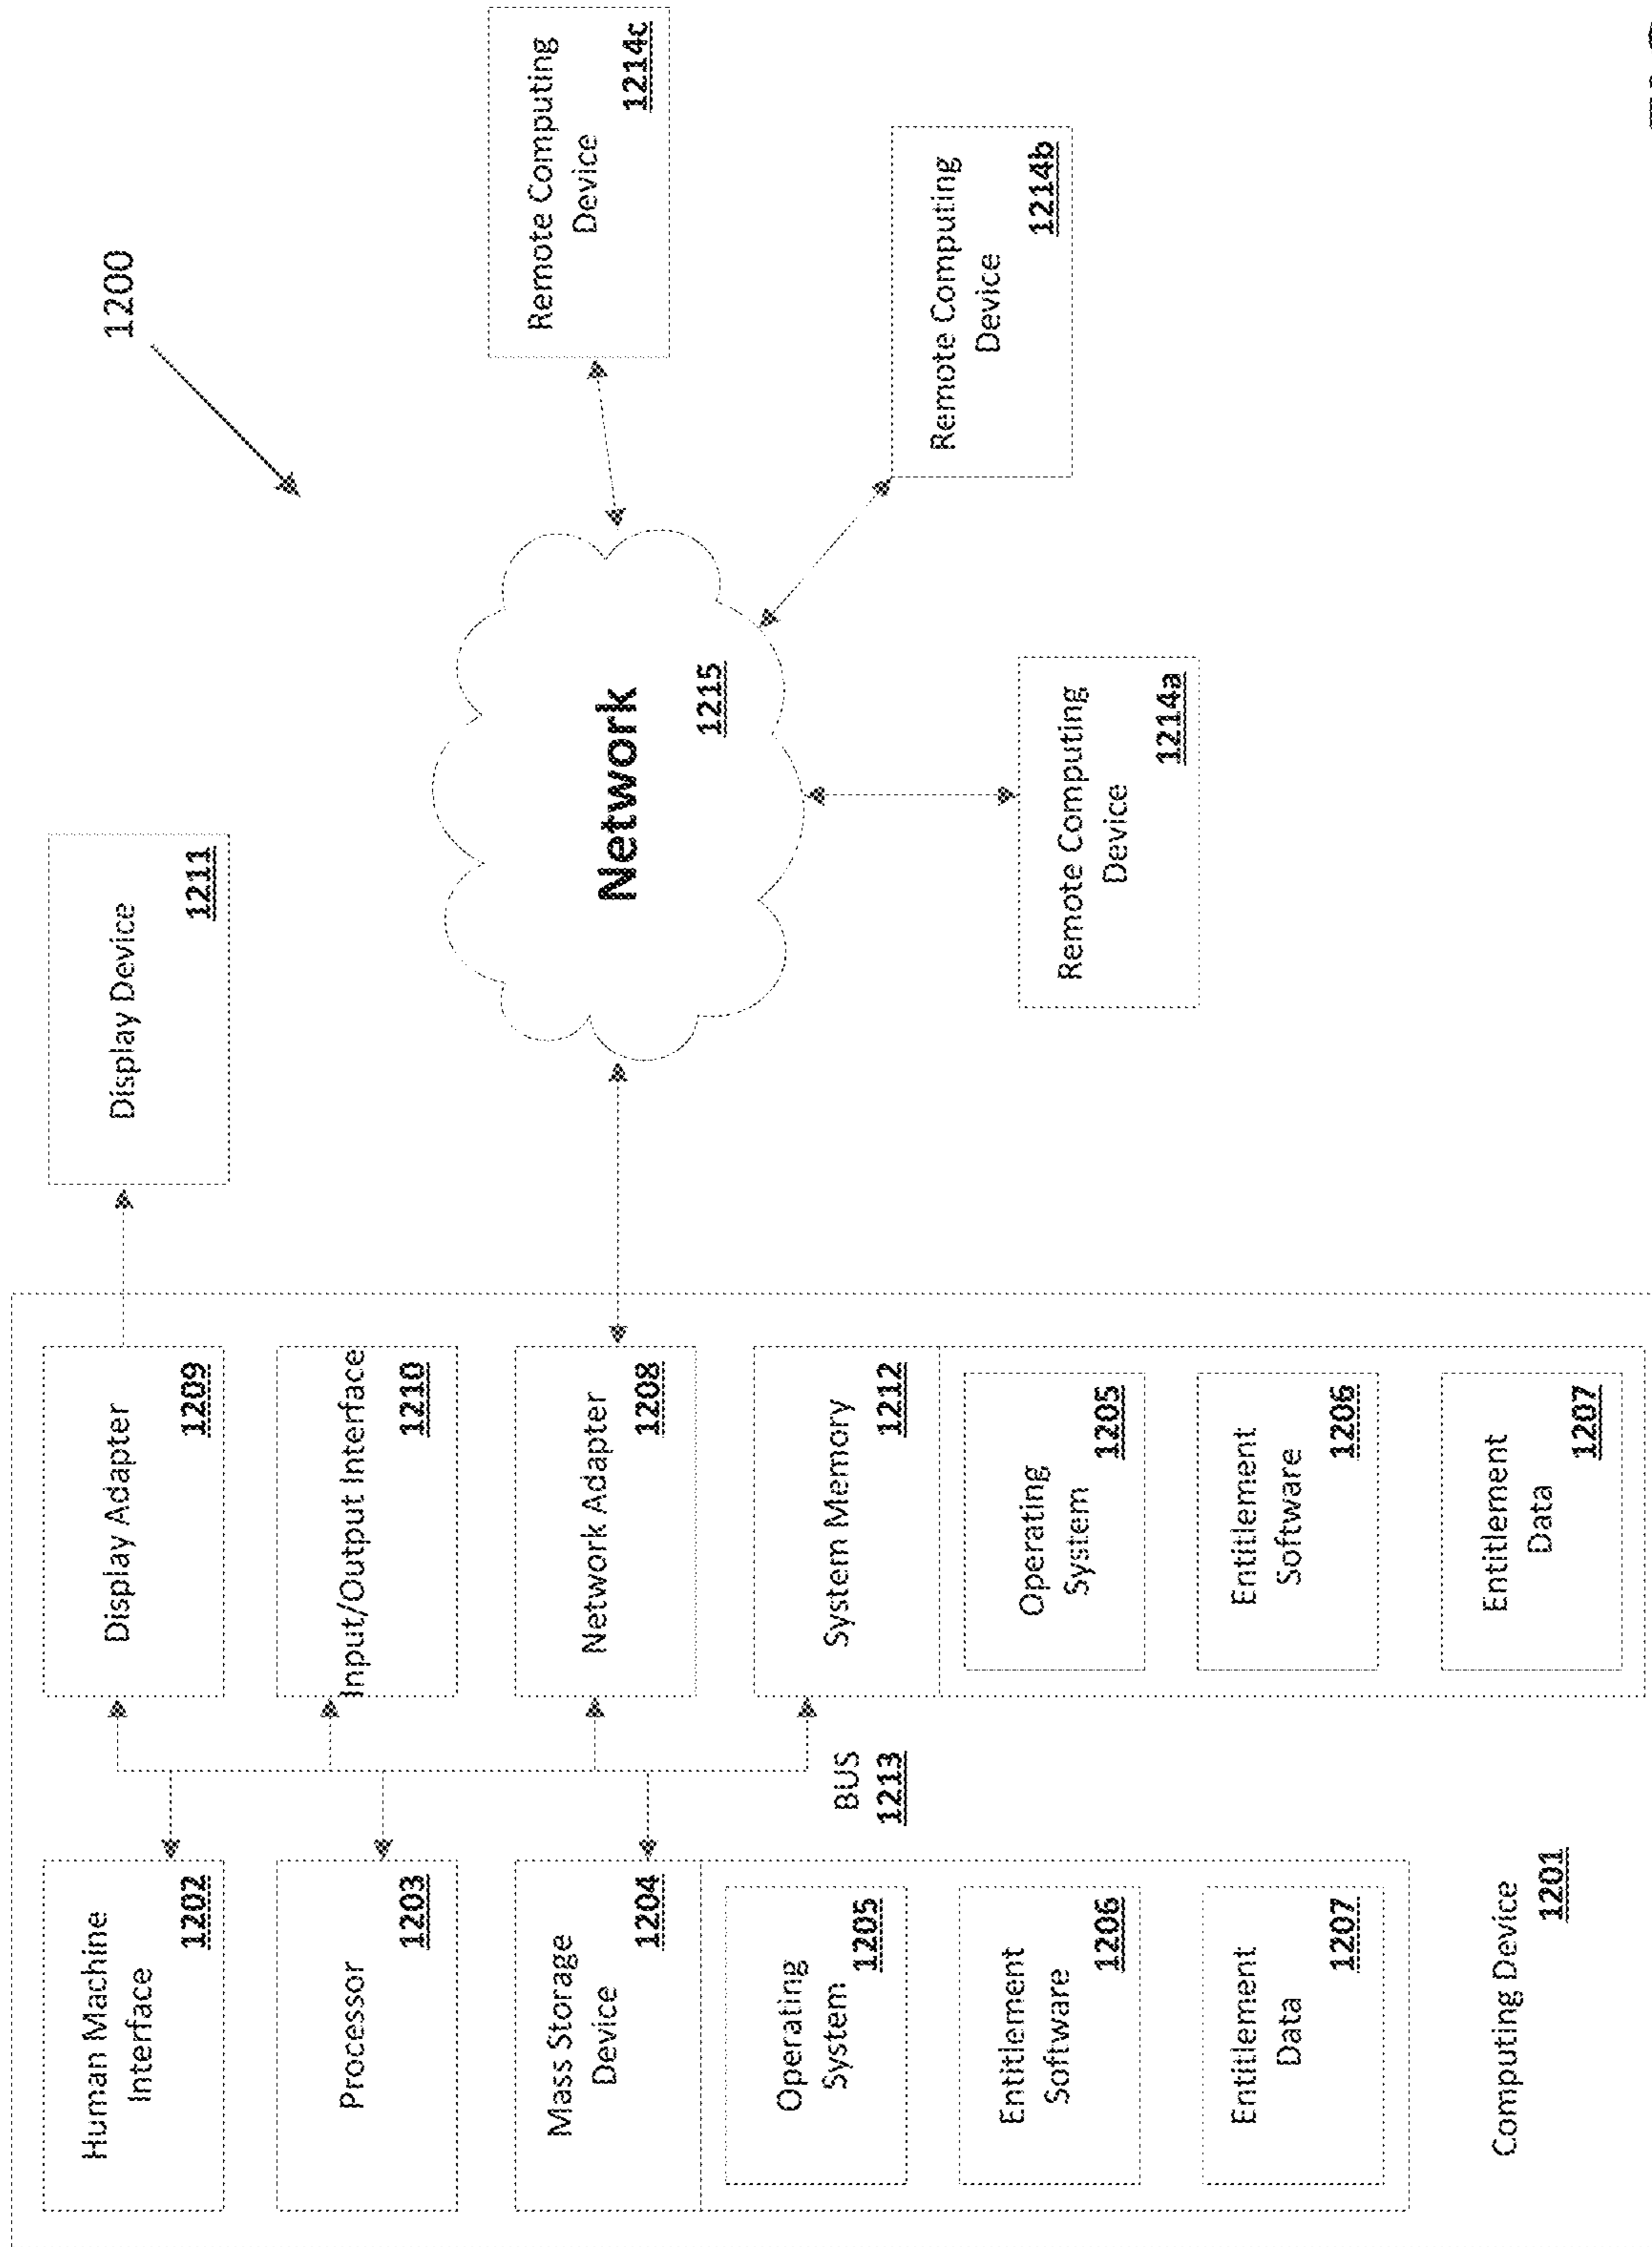 1200
Human Machine
Interface
1202
Processor
1203
Mass Storage
Device
1204
Operating
System
1205
Entitlement
Software
1206
Entitlement
Data
1207
Computing Device
1201
BUS
1213
Display Adapter
1209
Input/Output Interface
1210
Network Adapter
1208
System Memory
1212
Operating
System
1205
Entitlement
Software
1206
Entitlement
Data
1207
Display Device
1211
Network
1215
Remote Computing
Device
1214a
Remote Computing
Device
1214b
Remote Computing
Device
1214c